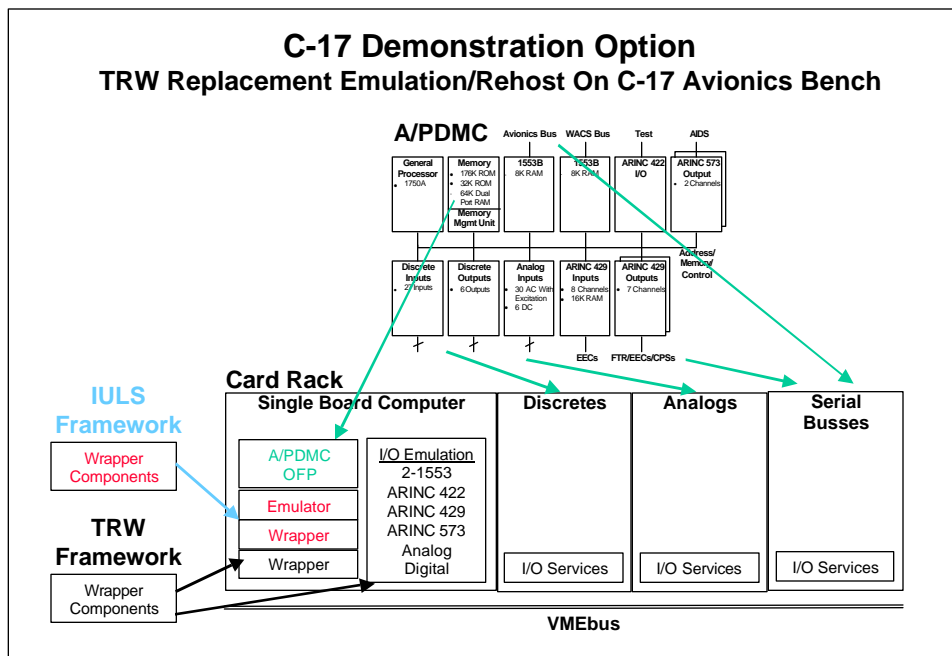 C-17 Demonstration Option
TRW Replacement Emulation/Rehost On C-17 Avionics Bench
A/PDMC
Avionics Bus
WACS Bus
Test
AIDS
General
Processor
• 1750A
Memory
• 176K ROM
• 32K ROM
• 64K Dual
Port RAM
Memory
Mgmt Unit
1553B
• 8K RAM
1553B
• 8K RAM
ARINC 422
I/O
ARINC 573
Output
• 2 Channels
Address/
Memory/
Control
Discrete
Inputs
• 27 Inputs
Discrete
Outputs
• 6 Outputs
Analog
Inputs
• 30 AC With
Excitation
• 6 DC
ARINC 429
Inputs
• 8 Channels
• 16K RAM
ARINC 429
Outputs
• 7 Channels
EECs
FTR/EECs/CPSs
Card Rack
IULS
Framework
Wrapper
Components
TRW
Framework
Wrapper
Components
Single Board Computer
A/PDMC
OFP
Emulator
Wrapper
Wrapper
I/O Emulation
2-1553
ARINC 422
ARINC 429
ARINC 573
Analog
Digital
Discretes
I/O Services
Analogs
I/O Services
Serial
Busses
I/O Services
VMEbus